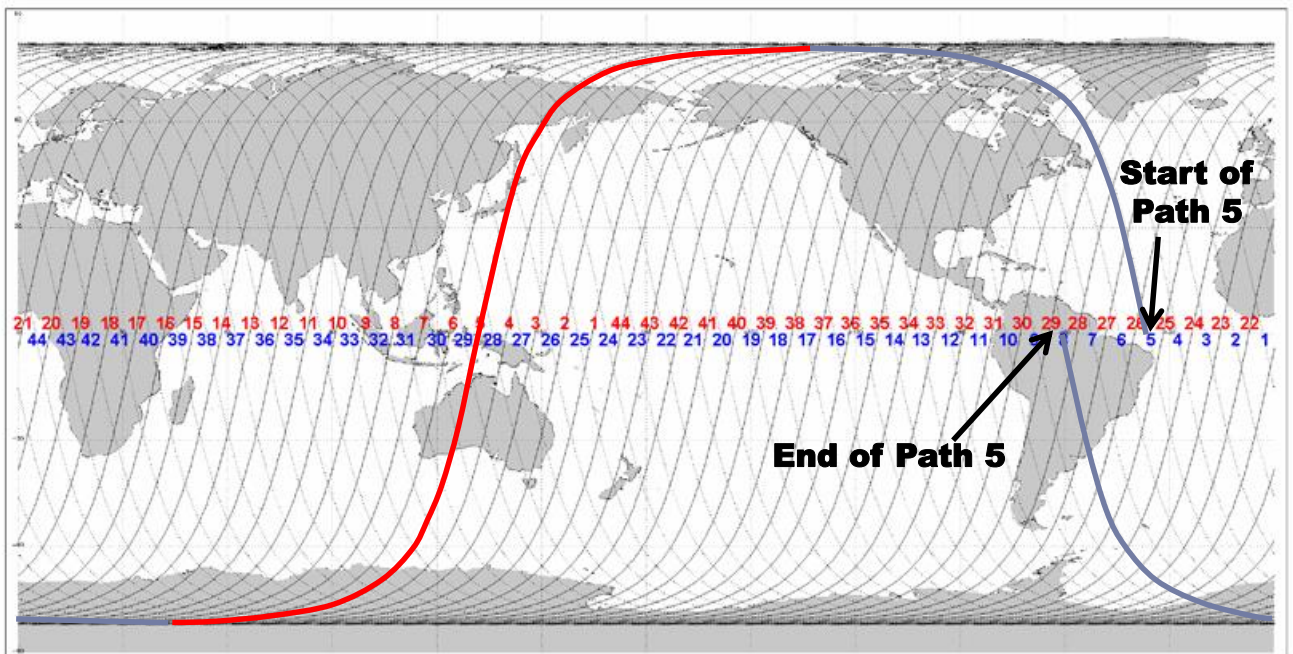 Start of
Path 5
21 20 19 18 17 16 15 14 13 12 11 10 9 8 7 6 5 4 3 2 1 44 43 42 41 40 39 38 37 36 35 34 33 32 31 30 29 28 27 26 25 24 23 22
44 43 42 41 40 39 38 37 36 35 34 33 32 31 30 29 28 27 26 25 24 23 22 21 20 19 18 17 16 15 14 13 12 11 10 9 8 7 6 5 4 3 2 1
End of Path 5